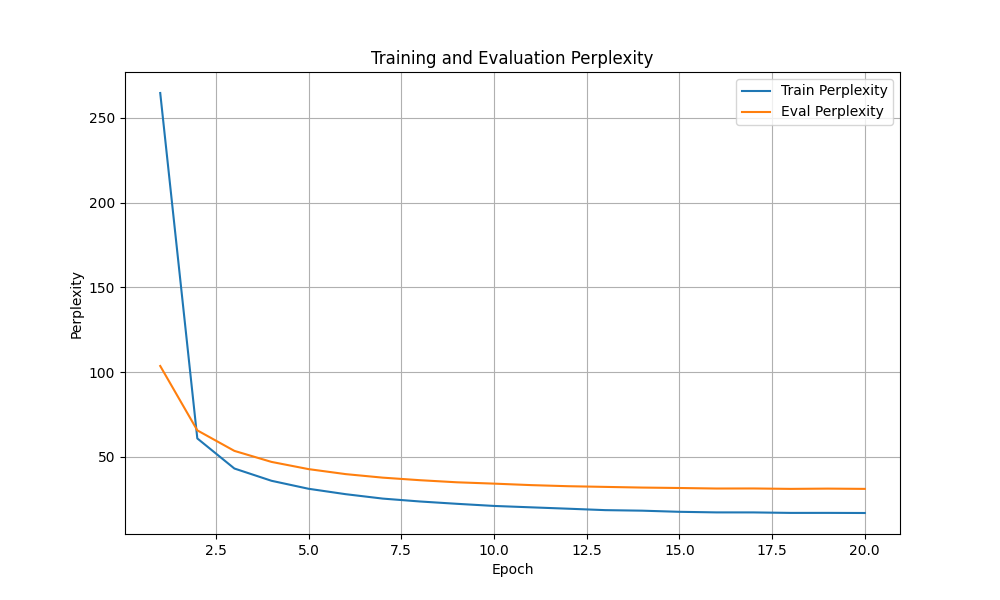 Training and Evaluation Perplexity
Train Perplexity
Eval Perplexity
250
200
150
100
50
Perplexity
2.5 5.0 7.5 10.0 12.5 15.0 17.5 20.0
Epoch